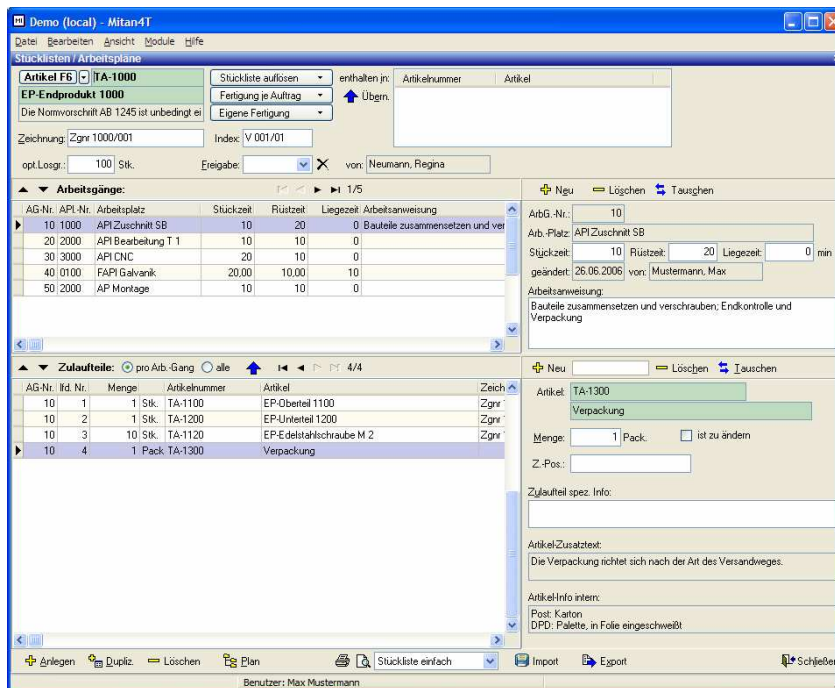 Demo (local) - Mitan4T
Datei Bearbeiten Ansicht Module Hilfe
Stücklisten / Arbeitspläne
Artikel F6 TA-1000 Stückliste auflösen enthalten in: Artikelnummer Artikel
EP-Endprodukt 1000 Fertigung je Auftrag Übern.
Die Normvorschrift AB 1245 ist unbedingt ei Eigene Fertigung
Zeichnung: Zgnr 1000/001 Index: V 001/01
opt.Losgr.: 100 Stk. Freigabe: von: Neumann, Regina
Arbeitsgänge: 1/5 Neu Löschen Tauschen
AG-Nr. APl.-Nr. Arbeitsplatz Stückzeit Rüstzeit Liegezeit Arbeitsanweisung
10 1000 API Zuschnitt SB 10 20 0 Bauteile zusammensetzen und ver
20 2000 API Bearbeitung T 1 10 10 0
30 3000 API CNC 20 10 0
40 0100 FAPI Galvanik 20,00 10,00 10
50 2000 AP Montage 10 10 0
ArbG.-Nr.: 10
Arb.-Platz: API Zuschnitt SB
Stückzeit: 10 Rüstzeit: 20 Liegezeit: 0 min
geändert: 26.06.2006 von: Mustermann, Max
Arbeitsanweisung:
Bauteile zusammensetzen und verschrauben; Endkontrolle und
Verpackung
Zulaufteile: pro Arb.-Gang alle 4/4 Neu Löschen Tauschen
AG-Nr. lfd. Nr. Menge Artikelnummer Artikel Zeich
10 1 1 Stk. TA-1100 EP-Oberteil 1100 Zgnr
10 2 1 Stk. TA-1200 EP-Unterteil 1200 Zgnr
10 3 10 Stk. TA-1120 EP-Edelstahlschraube M 2 Zgnr
10 4 1 Pack TA-1300 Verpackung
Artikel: TA-1300
Verpackung
Menge: 1 Pack. ist zu ändern
Z.-Pos.:
Zulaufteil spez. Info:
Artikel-Zusatztext:
Die Verpackung richtet sich nach der Art des Versandweges.
Artikel-Info intern:
Post: Karton
DPD: Palette, in Folie eingeschweißt
Anlegen Dupliz. Löschen Plan Stückliste einfach Import Export Schließen
Benutzer: Max Mustermann